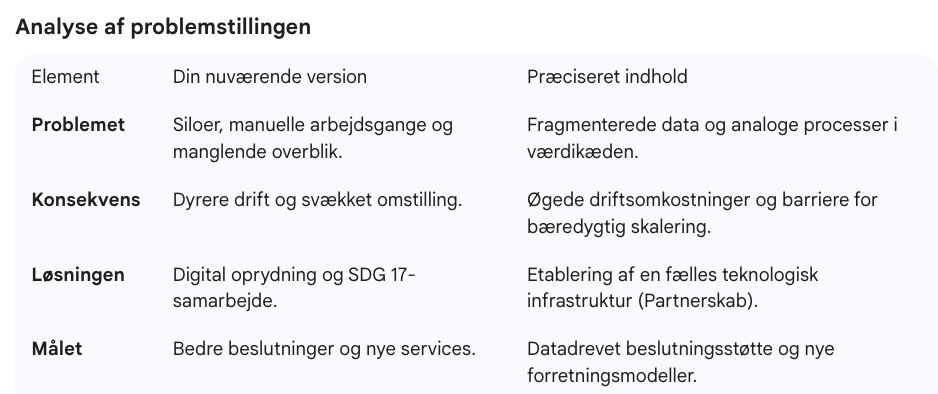 Analyse af problemstillingen
Element Din nuværende version Præciseret indhold
Problemet Siloer, manuelle arbejdsgange og Fragmenterede data og analoge processer i
manglende overblik. værdikæden.
Konsekvens Dyrere drift og svækket omstilling. Øgede driftsomkostninger og barriere for
bæredygtig skalering.
Løsningen Digital oprydning og SDG 17- Etablering af en fælles teknologisk
samarbejde. infrastruktur (Partnerskab).
Målet Bedre beslutninger og nye services. Datadrevet beslutningsstøtte og nye
forretningsmodeller.